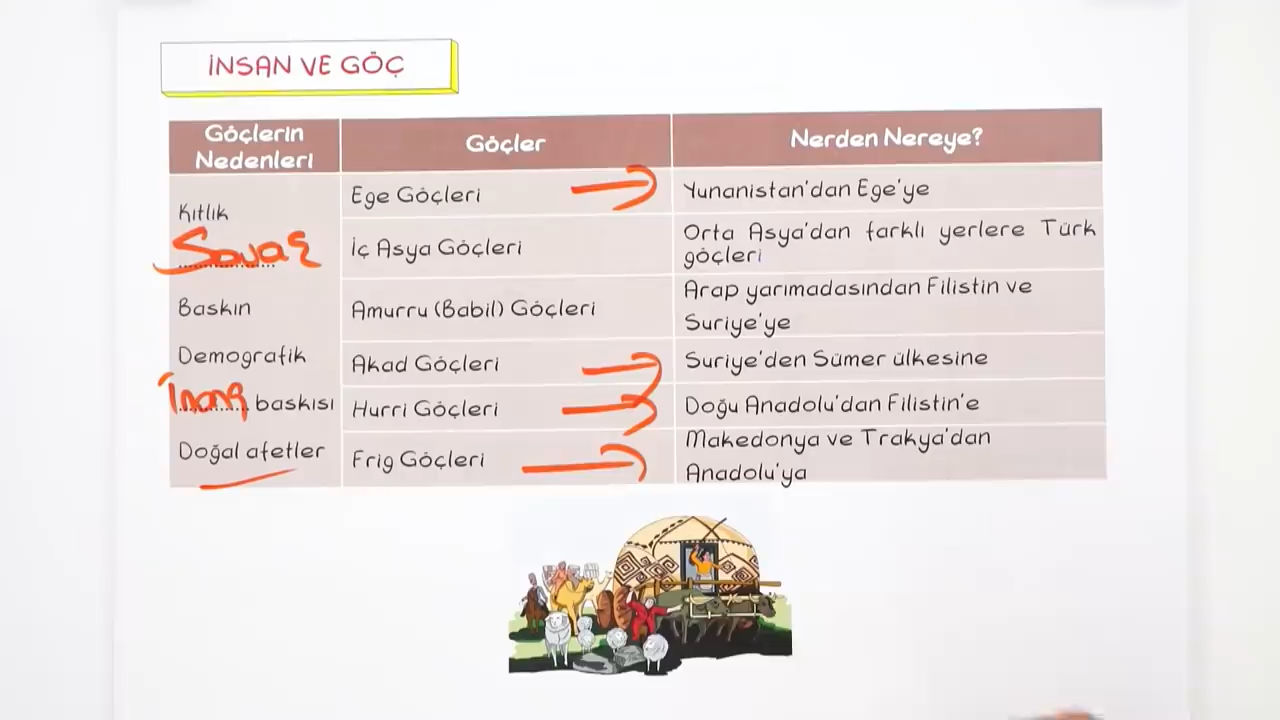 İNSAN VE GÖÇ
Göçlerin
Nedenleri
Göçler
Nerden Nereye?
Kıtlık
Savaş
Baskın
Demografik
İnanç baskısı
Doğal afetler
Ege Göçleri
Yunanistan'dan Ege'ye
İç Asya Göçleri
Orta Asya'dan farklı yerlere Türk
göçleri
Amurru (Babil) Göçleri
Arap yarımadasından Filistin ve
Suriye'ye
Akad Göçleri
Suriye'den Sümer ülkesine
Hurri Göçleri
Doğu Anadolu'dan Filistin'e
Frig Göçleri
Makedonya ve Trakya'dan
Anadolu'ya